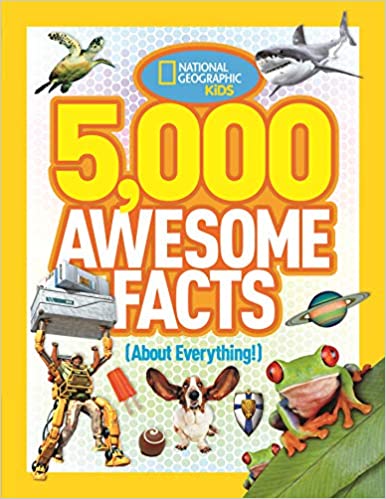 NATIONAL
GEOGRAPHIC
KiDS
5,000
AWESOME
FACTS
(About Everything!)